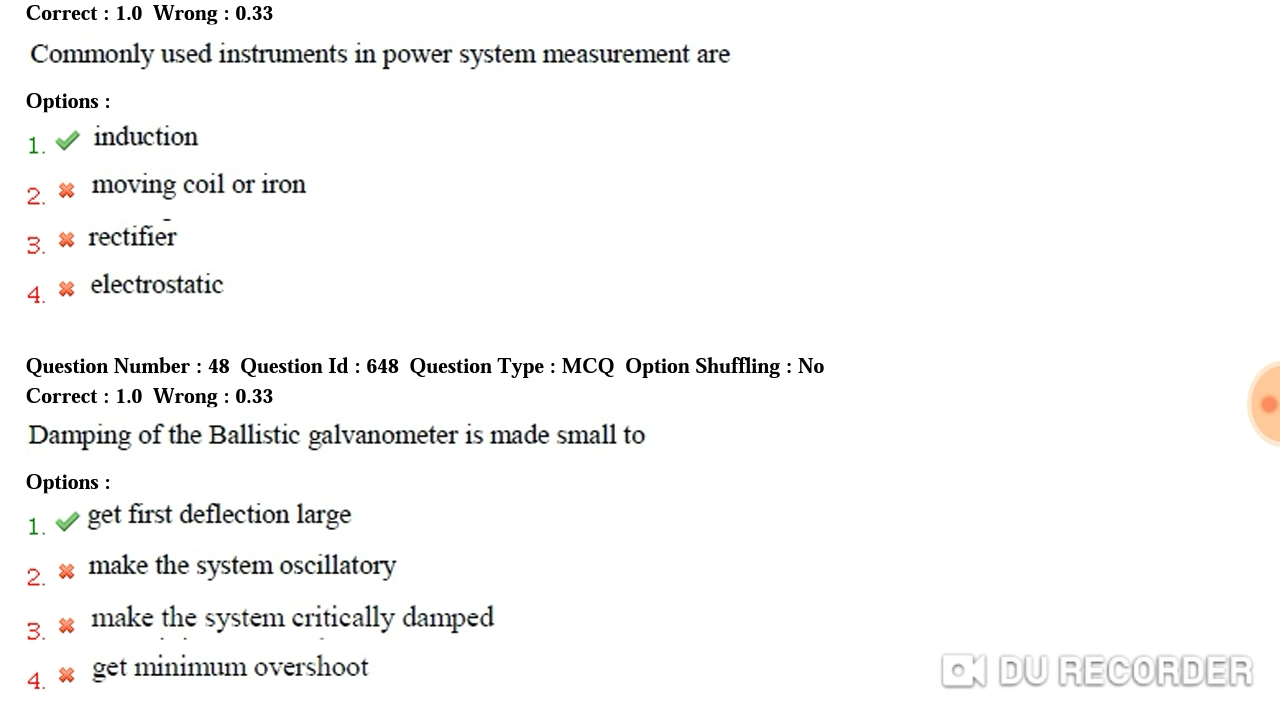 Correct : 1.0 Wrong : 0.33
Commonly used instruments in power system measurement are
Options :
1. induction
2. moving coil or iron
3. rectifier
4. electrostatic
Question Number : 48 Question Id : 648 Question Type : MCQ Option Shuffling : No
Correct : 1.0 Wrong : 0.33
Damping of the Ballistic galvanometer is made small to
Options :
1. get first deflection large
2. make the system oscillatory
3. make the system critically damped
4. get minimum overshoot
DU RECORDER